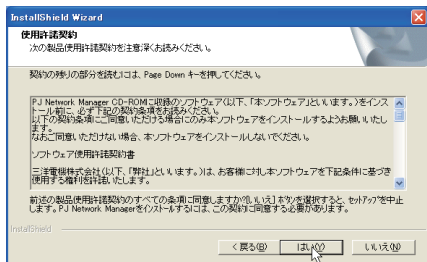 InstallShield Wizard
使用許諾契約
次の製品使用許諾契約を注意深くお読みください。
契約の残りの部分を読むには、Page Down キーを押してください。
PJ Network Manager CD-ROMに収録のソフトウェア(以下、「本ソフトウェア」といいます。)をインス
トール前に、必ず下記の契約条項をお読みください。
以下の契約条項にご同意いただける場合にのみ本ソフトウェアをインストールするようお願いいたし
ます。
なおご同意いただけない場合、本ソフトウェアをインストールしないでください。
ソフトウェア使用許諾契約書
三洋電機株式会社(以下、「弊社」といいます。)は、お客様に対し本ソフトウェアを下記条件に基づき
使用する権利を許諾いたします。
前述の製品使用許諾契約のすべての条項に同意しますか?[いいえ] ボタンを選択すると、セットアップを中止
します。PJ Network Managerをインストールするには、この契約に同意する必要があります。
InstallShield
< 戻る(B) はい(Y) いいえ(N)